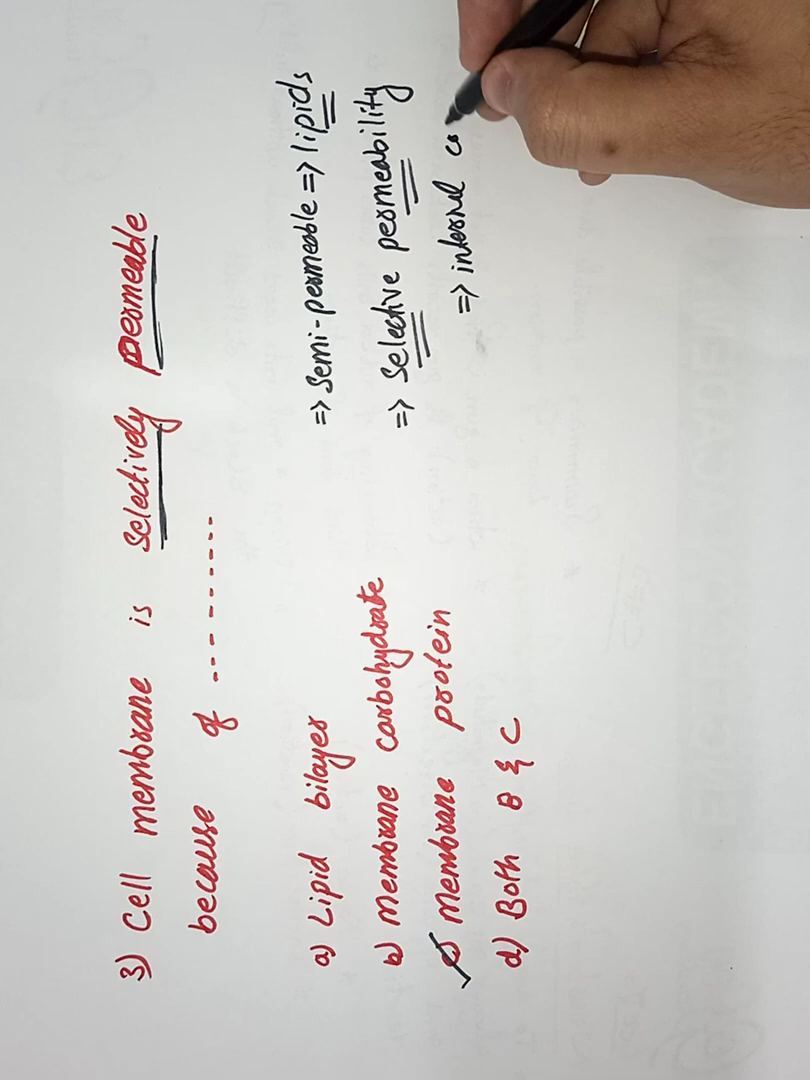 3) Cell membrane is selectively permeable
because of ----------
a) Lipid bilayer
b) membrane carbohydrate
c) membrane protein
d) Both B & C
=> Semi-permeable => lipids
=> Selective permeability
=> internal co